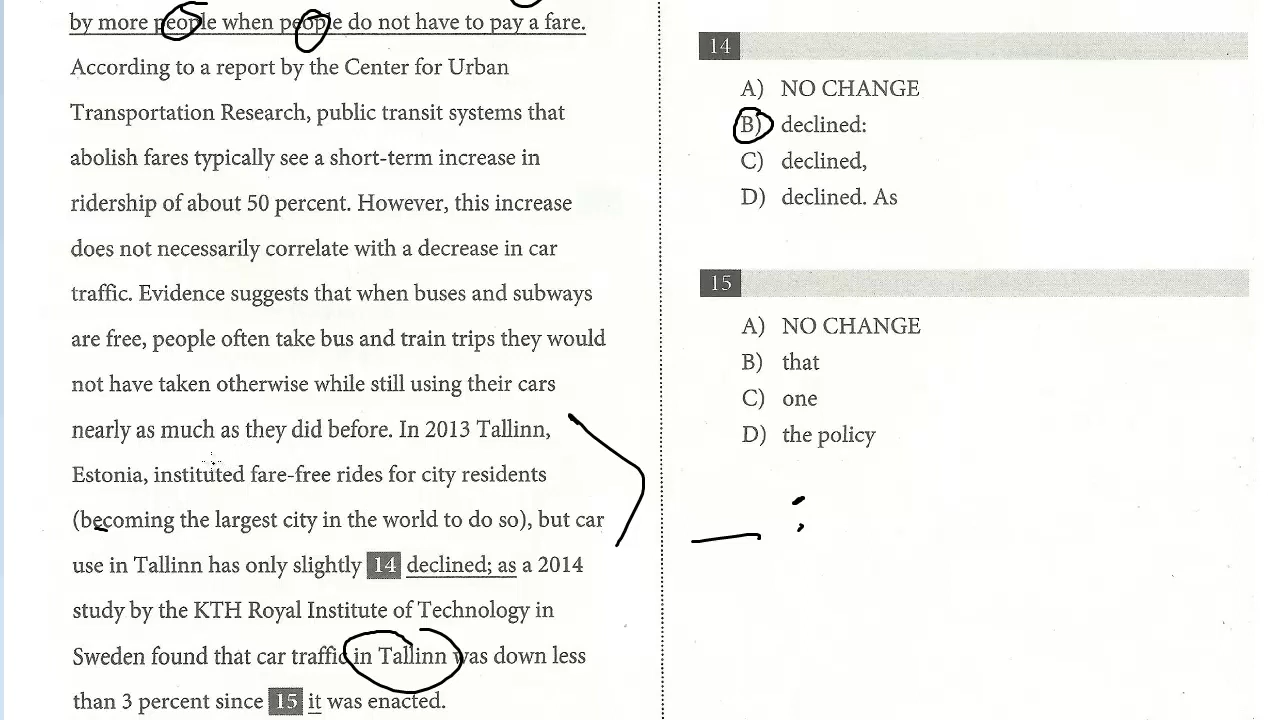 by more people when people do not have to pay a fare.
According to a report by the Center for Urban
Transportation Research, public transit systems that
abolish fares typically see a short-term increase in
ridership of about 50 percent. However, this increase
does not necessarily correlate with a decrease in car
traffic. Evidence suggests that when buses and subways
are free, people often take bus and train trips they would
not have taken otherwise while still using their cars
nearly as much as they did before. In 2013 Tallinn,
Estonia, instituted fare-free rides for city residents
(becoming the largest city in the world to do so), but car
use in Tallinn has only slightly 14 declined; as a 2014
study by the KTH Royal Institute of Technology in
Sweden found that car traffic in Tallinn was down less
than 3 percent since 15 it was enacted.
14
A) NO CHANGE
B) declined:
C) declined,
D) declined. As
15
A) NO CHANGE
B) that
C) one
D) the policy